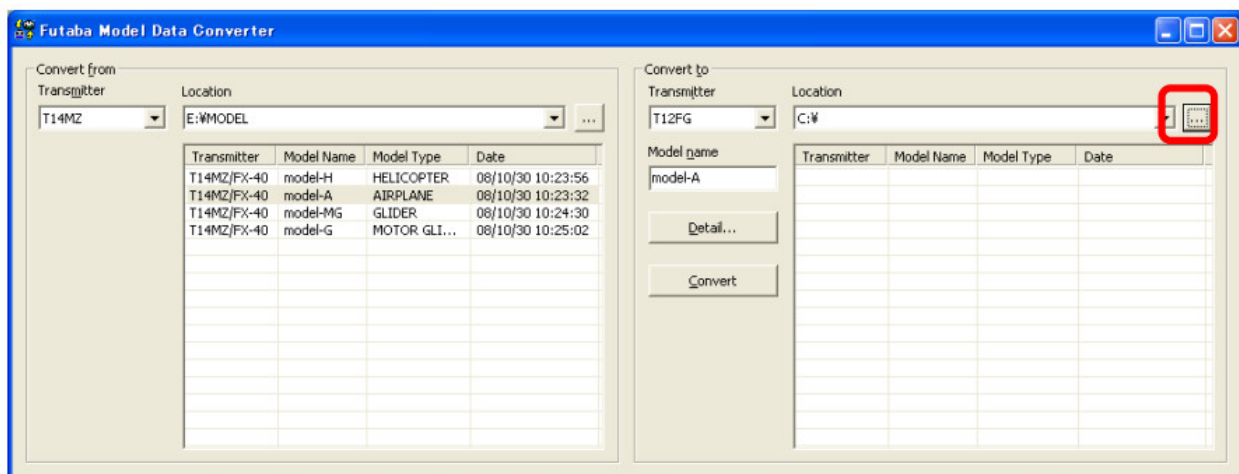 Futaba Model Data Converter
Convert from
Transmitter Location
T14MZ E:¥MODEL ...
Transmitter Model Name Model Type Date
T14MZ/FX-40 model-H HELICOPTER 08/10/30 10:23:56
T14MZ/FX-40 model-A AIRPLANE 08/10/30 10:23:32
T14MZ/FX-40 model-MG GLIDER 08/10/30 10:24:30
T14MZ/FX-40 model-G MOTOR GLI... 08/10/30 10:25:02
Convert to
Transmitter Location
T12FG C:¥ ...
Model name
model-A
Detail...
Convert
Transmitter Model Name Model Type Date